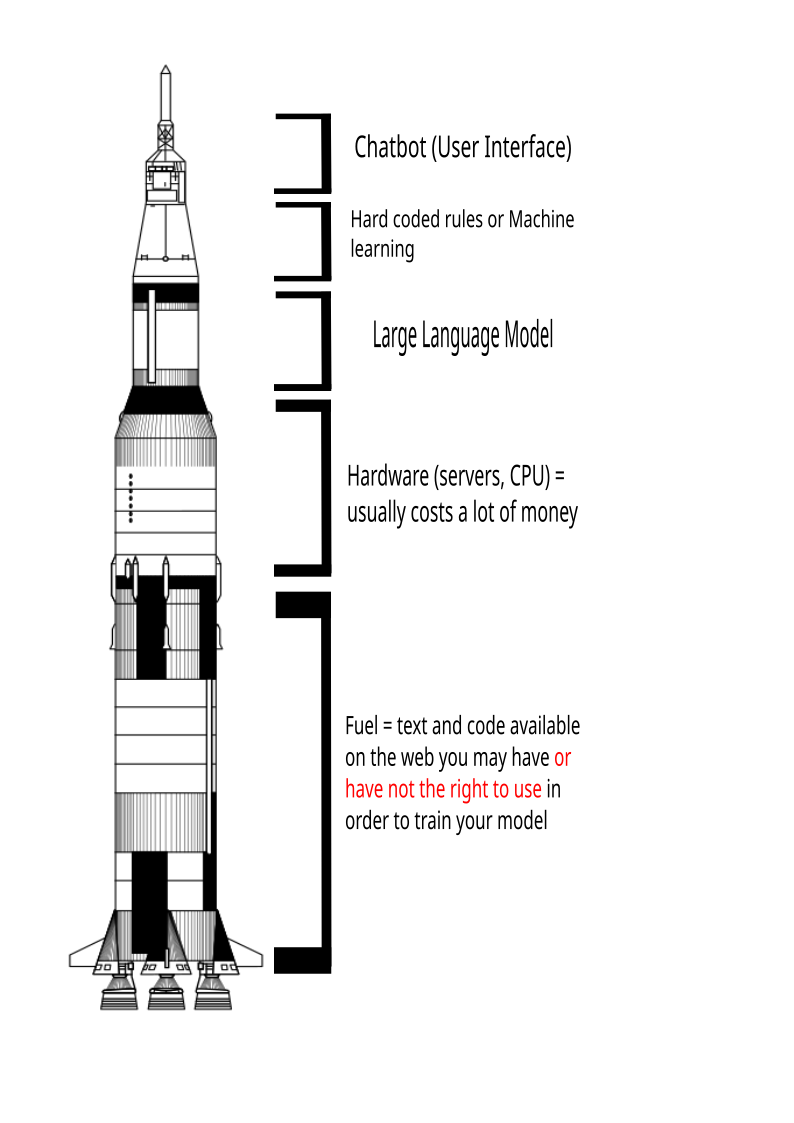 Chatbot (User Interface)
Hard coded rules or Machine
learning
Large Language Model
Hardware (servers, CPU) =
usually costs a lot of money
Fuel = text and code available
on the web you may have or
have not the right to use in
order to train your model